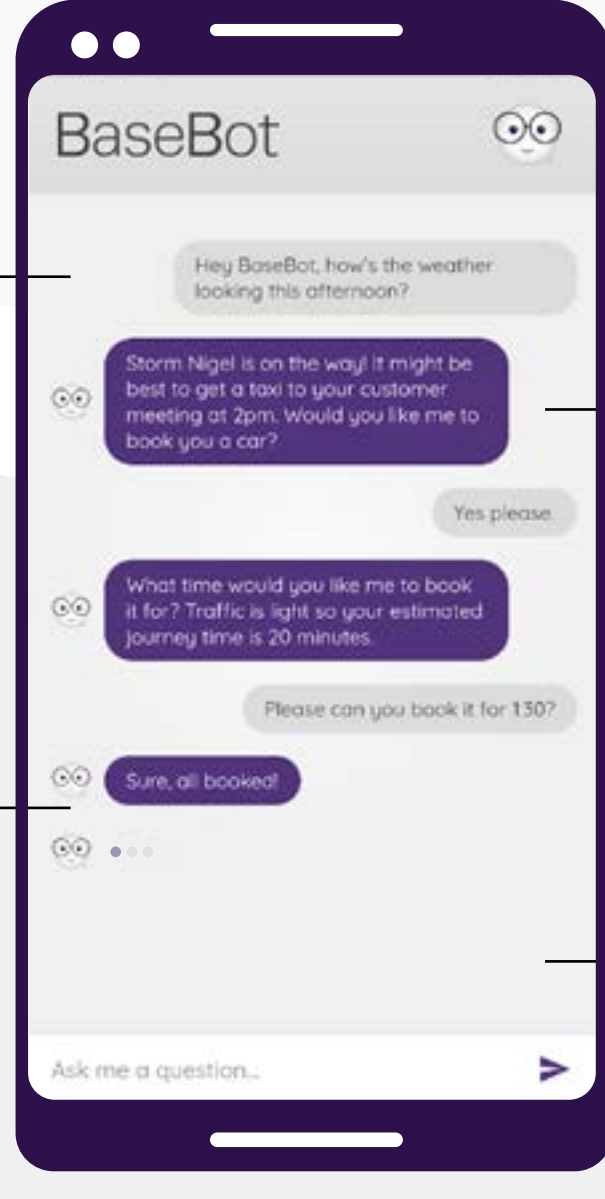 BaseBot
Hey BaseBot, how's the weather
looking this afternoon?
Storm Nigel is on the way! It might be
best to get a taxi to your customer
meeting at 2pm. Would you like me to
book you a car?
Yes please.
What time would you like me to book
it for? Traffic is light so your estimated
journey time is 20 minutes.
Please can you book it for 1:30?
Sure, all booked!
Ask me a question...